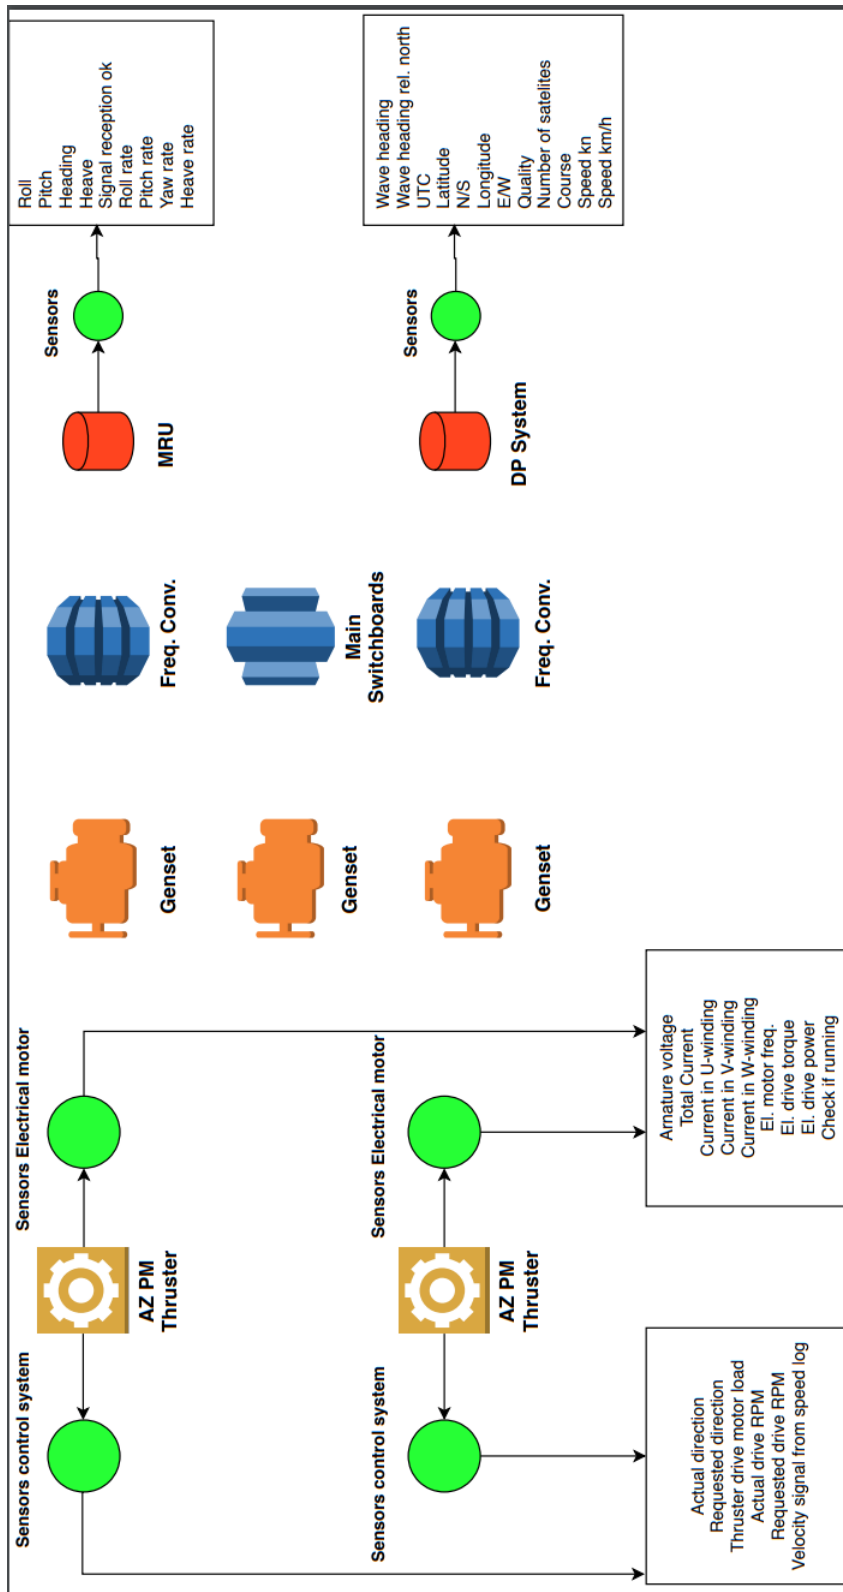 Sensors control system
AZ PM
Thruster
Sensors Electrical motor
Genset
Freq. Conv.
MRU
Sensors
Roll
Pitch
Heading
Heave
Signal reception ok
Roll rate
Pitch rate
Yaw rate
Heave rate
Genset
Main
Switchboards
Sensors control system
AZ PM
Thruster
Sensors Electrical motor
Genset
Freq. Conv.
DP System
Sensors
Wave heading
Wave heading rel. north
UTC
Latitude
N/S
Longitude
E/W
Quality
Number of satelites
Course
Speed kn
Speed km/h
Actual direction
Requested direction
Thruster drive motor load
Actual drive RPM
Requested drive RPM
Velocity signal from speed log
Amature voltage
Total Current
Current in U-winding
Current in V-winding
Current in W-winding
El. motor freq.
El. drive torque
El. drive power
Check if running